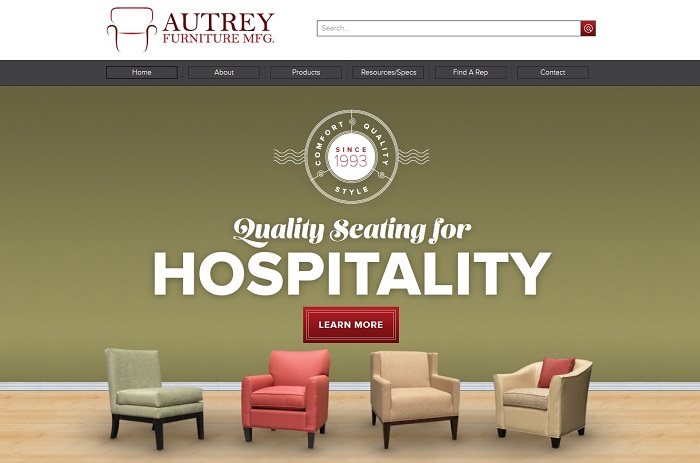 AUTREY
FURNITURE MFG.
Search...
Home
About
Products
Resources/Specs
Find A Rep
Contact
COMFORT QUALITY
SINCE
1993
STYLE
Quality Seating for
HOSPITALITY
LEARN MORE